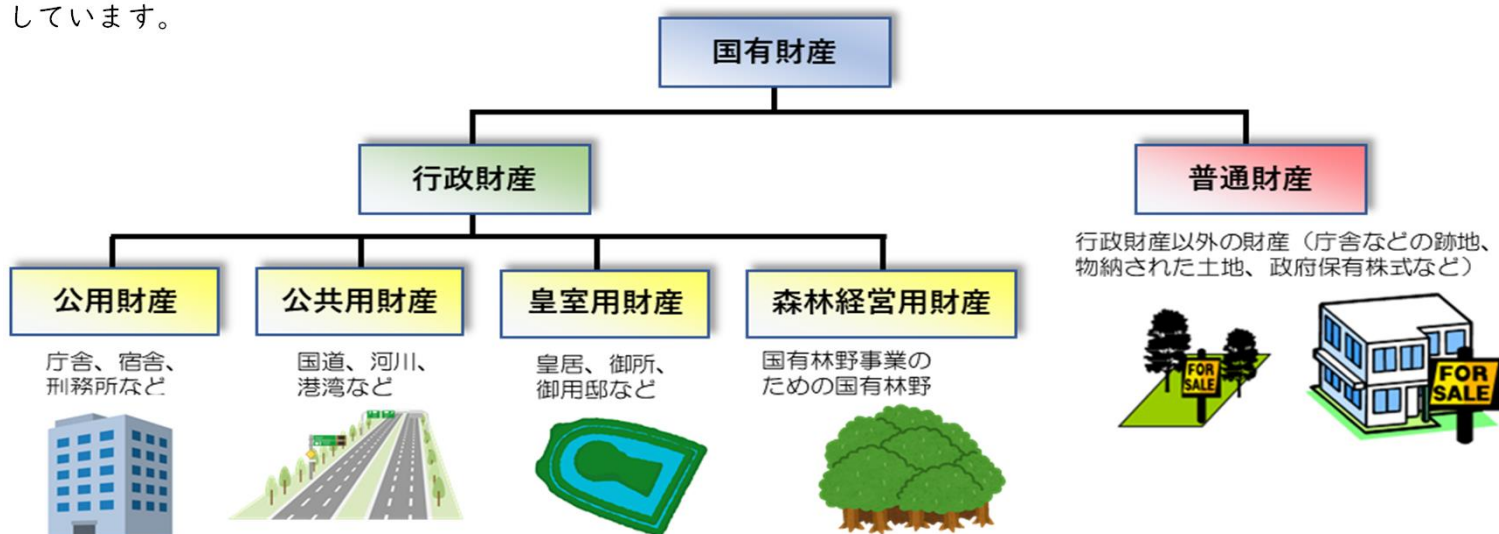 しています。
国有財産
行政財産
普通財産
行政財産以外の財産（庁舎などの跡地、
物納された土地、政府保有株式など）
公用財産
公共用財産
皇室用財産
森林経営用財産
庁舎、宿舎、
刑務所など
国道、河川、
港湾など
皇居、御所、
御用邸など
国有林野事業の
ための国有林野
FOR
SALE
FOR
SALE